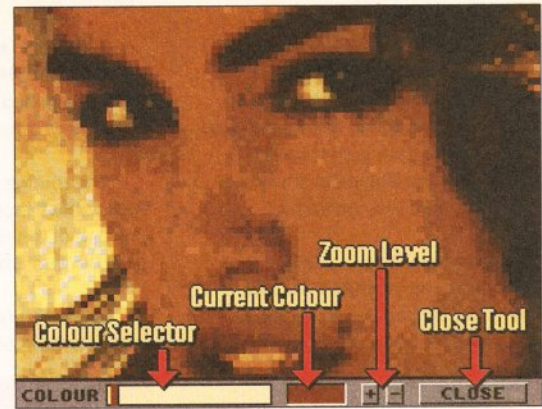 Zoom Level
Current Colour
Close Tool
Colour Selector
COLOUR + - CLOSE